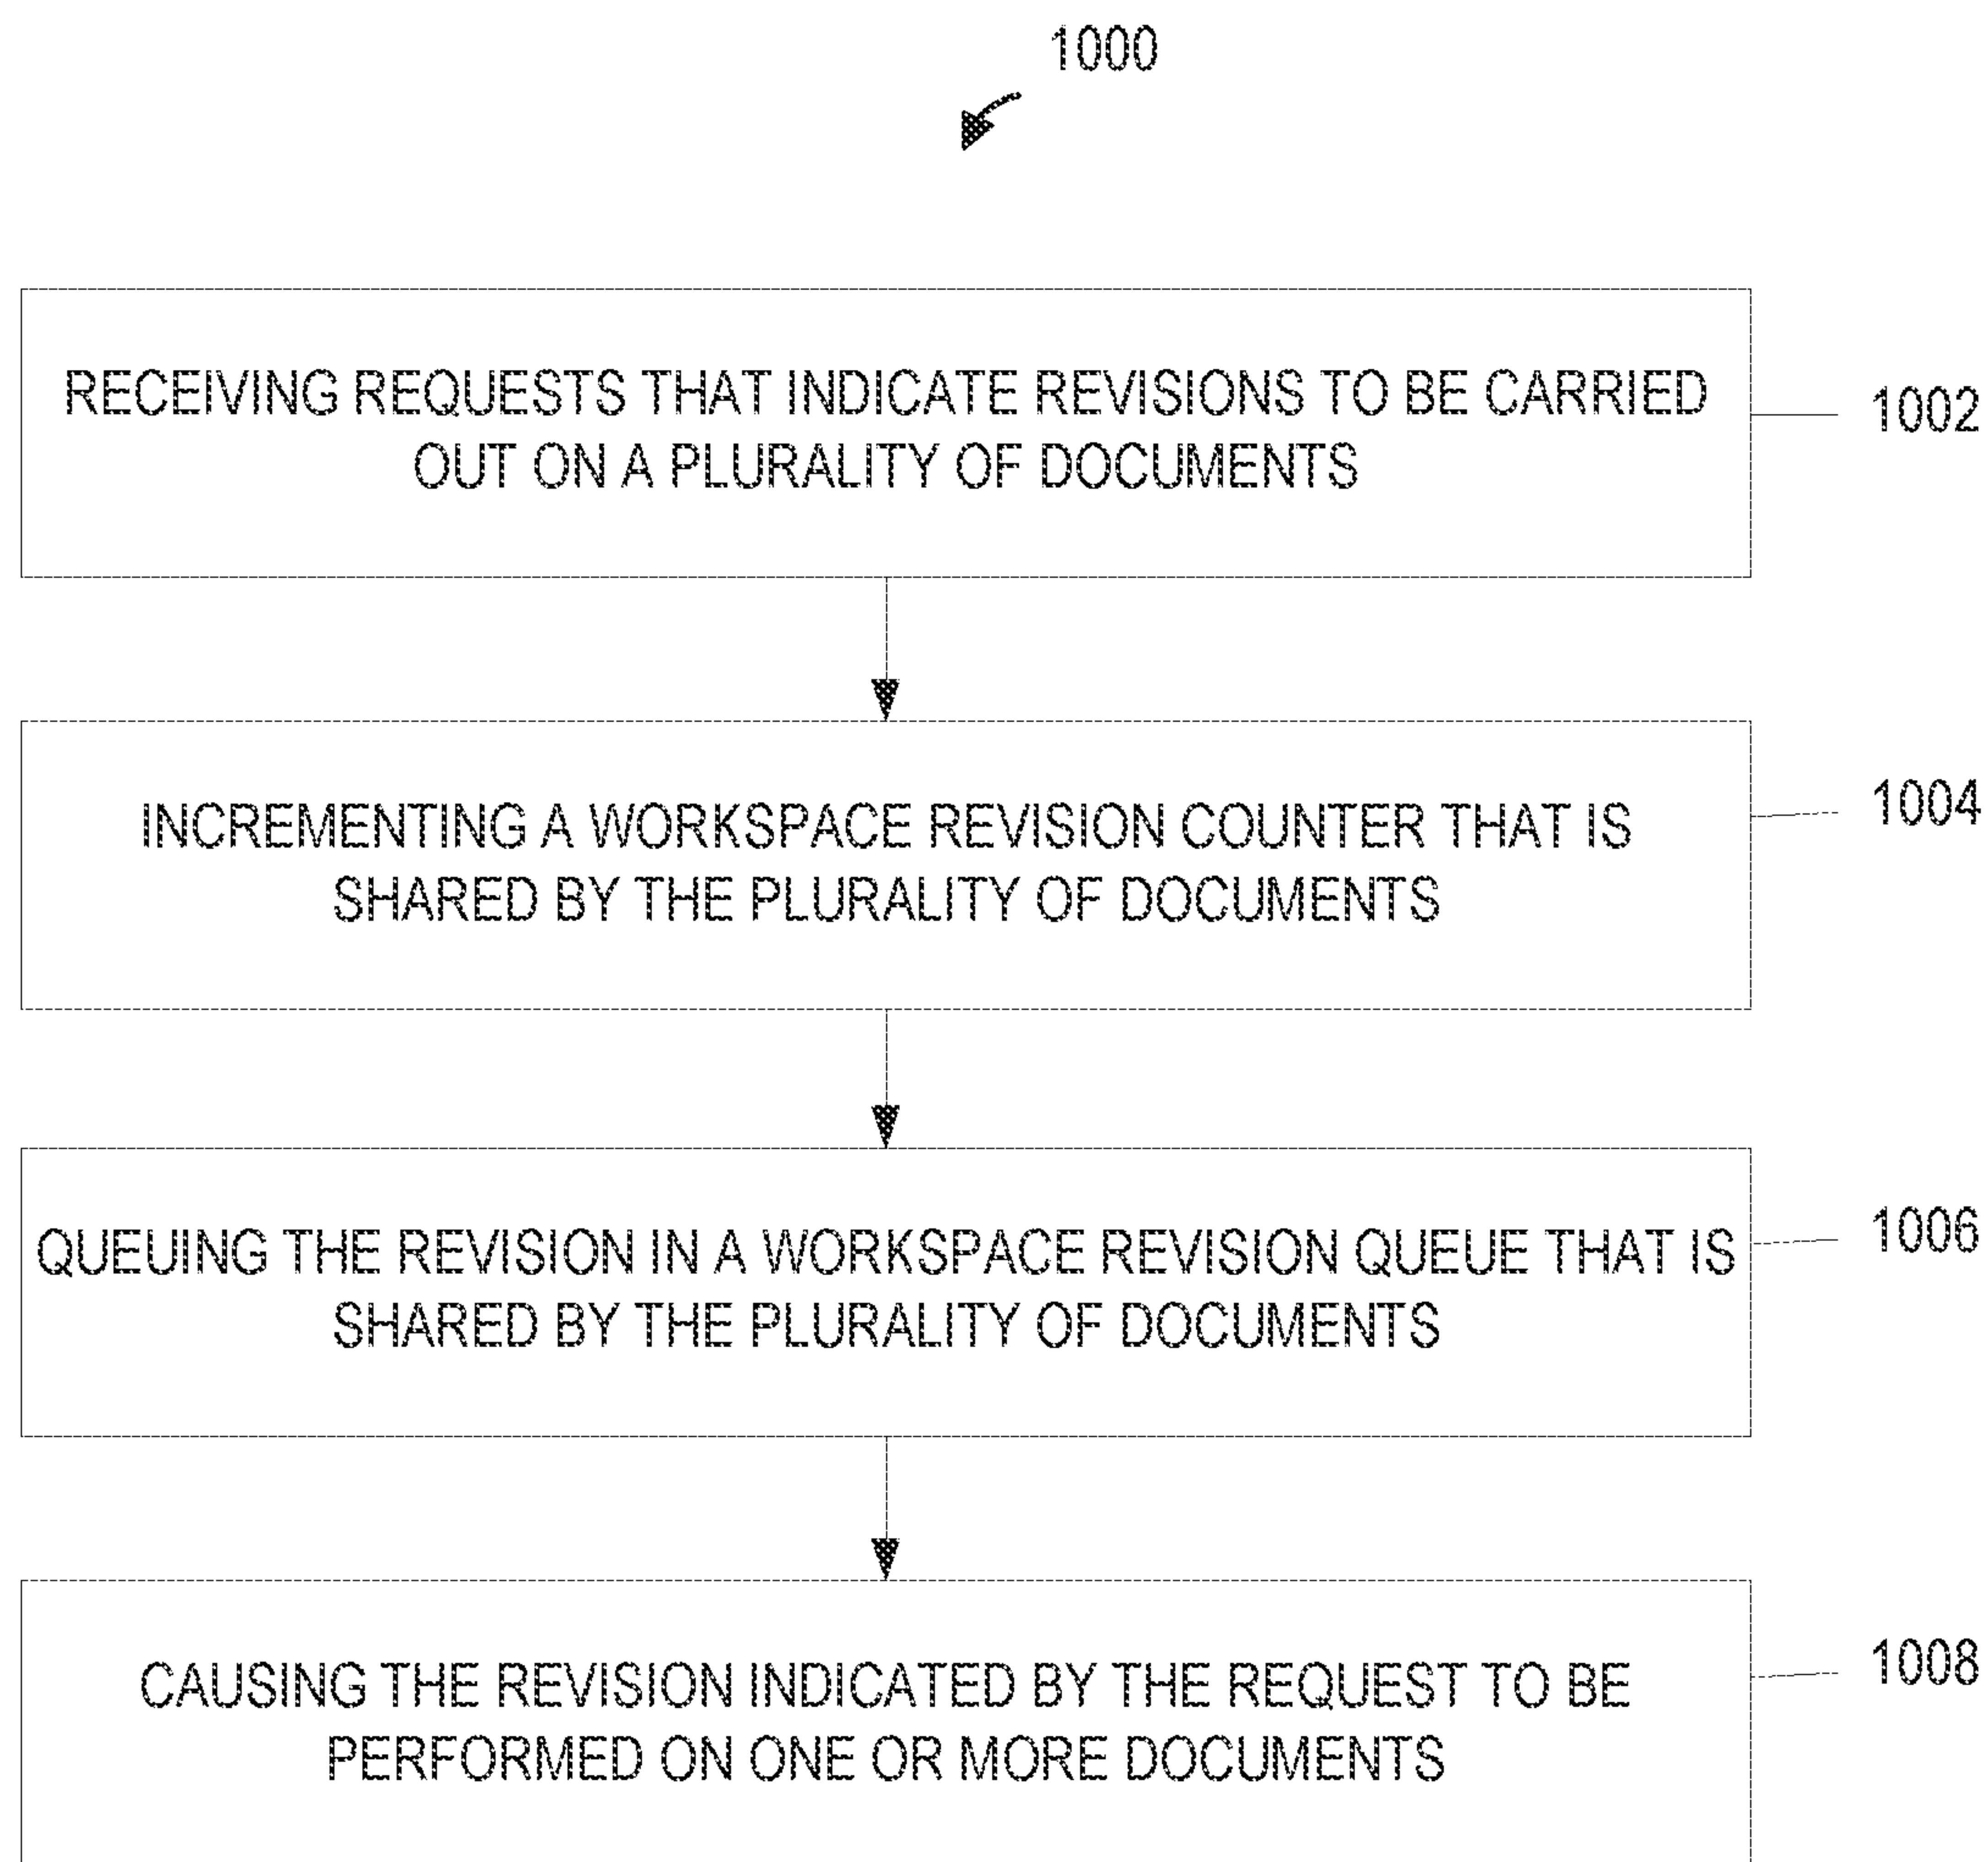 1000
RECEIVING REQUESTS THAT INDICATE REVISIONS TO BE CARRIED
OUT ON A PLURALITY OF DOCUMENTS
1002
INCREMENTING A WORKSPACE REVISION COUNTER THAT IS
SHARED BY THE PLURALITY OF DOCUMENTS
1004
QUEUING THE REVISION IN A WORKSPACE REVISION QUEUE THAT IS
SHARED BY THE PLURALITY OF DOCUMENTS
1006
CAUSING THE REVISION INDICATED BY THE REQUEST TO BE
PERFORMED ON ONE OR MORE DOCUMENTS
1008